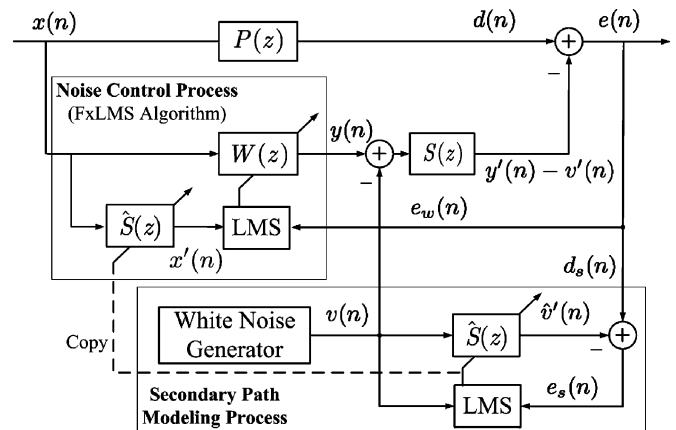 x(n)
P(z)
d(n)
+
e(n)
−
Noise Control Process
(FxLMS Algorithm)
W(z)
y(n)
+
S(z)
y'(n) − v'(n)
−
Ŝ(z)
x'(n)
LMS
e_w(n)
d_s(n)
Copy
White Noise
Generator
v(n)
Ŝ(z)
v̂'(n)
+
−
Secondary Path
Modeling Process
LMS
e_s(n)